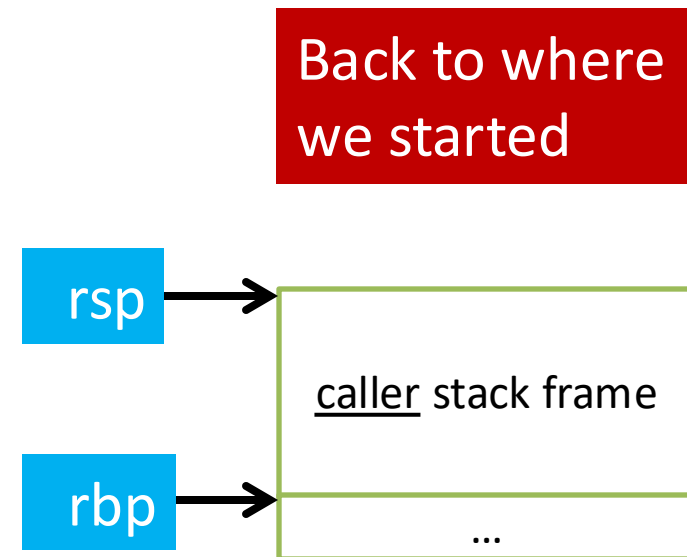 Back to where
we started
rsp
caller stack frame
rbp
...